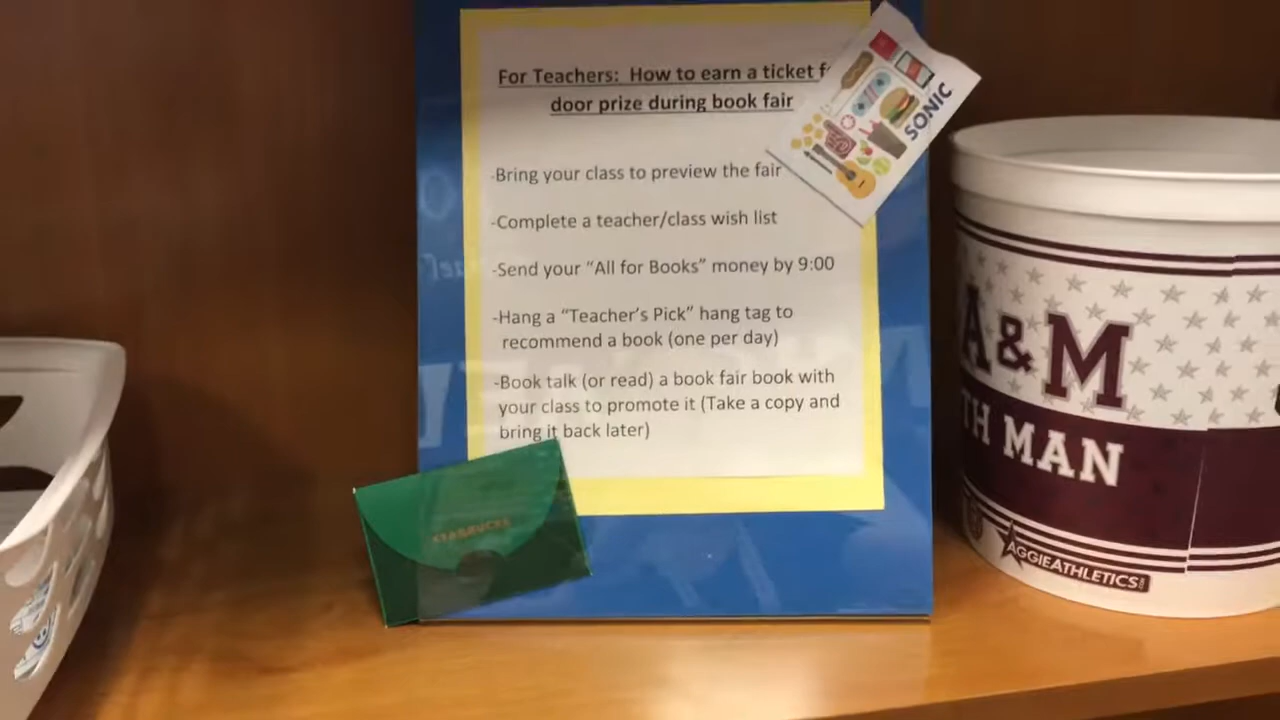 For Teachers: How to earn a ticket f
door prize during book fair
-Bring your class to preview the fair
-Complete a teacher/class wish list
-Send your “All for Books” money by 9:00
-Hang a “Teacher’s Pick” hang tag to
recommend a book (one per day)
-Book talk (or read) a book fair book with
your class to promote it (Take a copy and
bring it back later)
SONIC
STARBUCKS
A&M
TH MAN
AGGIEATHLETICS.COM